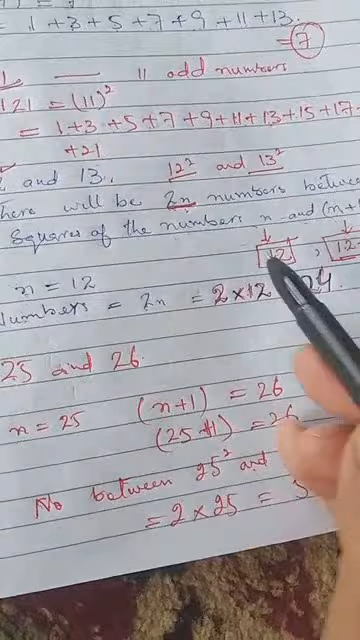 = 1+3+5+7+9+11+13.
= 7
11 odd numbers
121 = (11)²
= 1+3+5+7+9+11+13+15+17
+21
and 13. 12² and 13²
there will be 2n numbers between
squares of the numbers n and (n+1
12 , 12
n = 12
Numbers = 2n = 2×12 24.
25 and 26.
n = 25 (n+1) = 26
(25+1) = 26
No between 25² and
= 2×25 =